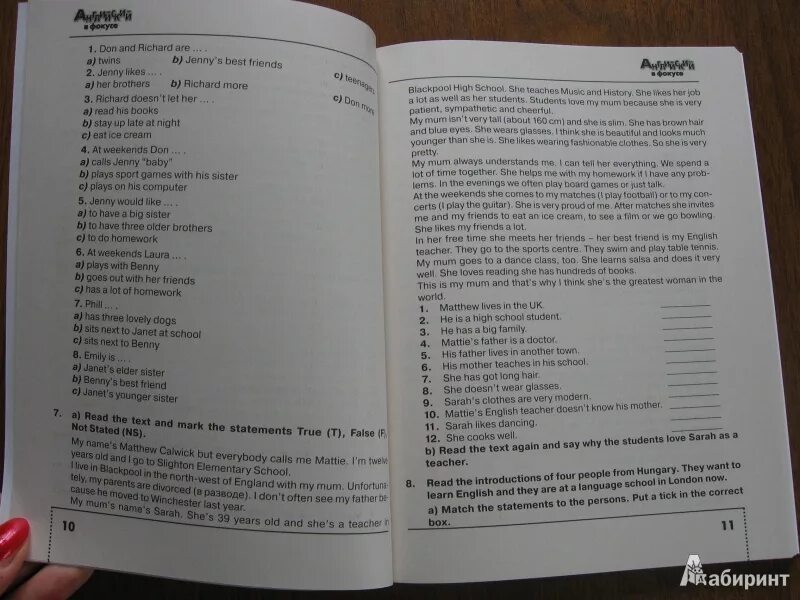 Английский
в фокусе
1. Don and Richard are ... .
a) twins b) Jenny's best friends c) teenagers
2. Jenny likes ... .
a) her brothers b) Richard more c) Don more
3. Richard doesn't let her ... .
a) read his books
b) stay up late at night
c) eat ice cream
4. At weekends Don ... .
a) calls Jenny "baby"
b) plays sport games with his sister
c) plays on his computer
5. Jenny would like ... .
a) to have a big sister
b) to have three older brothers
c) to do homework
6. At weekends Laura ... .
a) plays with Benny
b) goes out with her friends
c) has a lot of homework
7. Phill ... .
a) has three lovely dogs
b) sits next to Janet at school
c) sits next to Benny
8. Emily is ... .
a) Janet's elder sister
b) Benny's best friend
c) Janet's younger sister
7. a) Read the text and mark the statements True (T), False (F),
Not Stated (NS).
My name's Matthew Calwick but everybody calls me Mattie. I'm twelve
years old and I go to Slighton Elementary School.
I live in Blackpool in the north-west of England with my mum. Unfortuna-
tely, my parents are divorced (в разводе). I don't often see my father be-
cause he moved to Winchester last year.
My mum's name's Sarah. She's 39 years old and she's a teacher in
10
Английский
в фокусе
Blackpool High School. She teaches Music and History. She likes her job
a lot as well as her students. Students love my mum because she is very
patient, sympathetic and cheerful.
My mum isn't very tall (about 160 cm) and she is slim. She has brown hair
and blue eyes. She wears glasses. I think she is beautiful and looks much
younger than she is. She likes wearing fashionable clothes. So she is very
pretty.
My mum always understands me. I can tell her everything. We spend a
lot of time together. She helps me with my homework if I have any prob-
lems. In the evenings we often play board games or just talk.
At the weekends she comes to my matches (I play football) or to my con-
certs (I play the guitar). She is very proud of me. After matches she invites
me and my friends to eat an ice cream, to see a film or we go bowling.
She likes my friends a lot.
In her free time she meets her friends – her best friend is my English
teacher. They go to the sports centre. They swim and play table tennis.
My mum goes to a dance class, too. She learns salsa and does it very
well. She loves reading she has hundreds of books.
This is my mum and that's why I think she's the greatest woman in the
world.
1. Matthew lives in the UK.
2. He is a high school student.
3. He has a big family.
4. Mattie's father is a doctor.
5. His father lives in another town.
6. His mother teaches in his school.
7. She has got long hair.
8. She doesn't wear glasses.
9. Sarah's clothes are very modern.
10. Mattie's English teacher doesn't know his mother.
11. Sarah likes dancing.
12. She cooks well.
b) Read the text again and say why the students love Sarah as a
teacher.
8. Read the introductions of four people from Hungary. They want to
learn English and they are at a language school in London now.
a) Match the statements to the persons. Put a tick in the correct
box.
11
Лабиринт